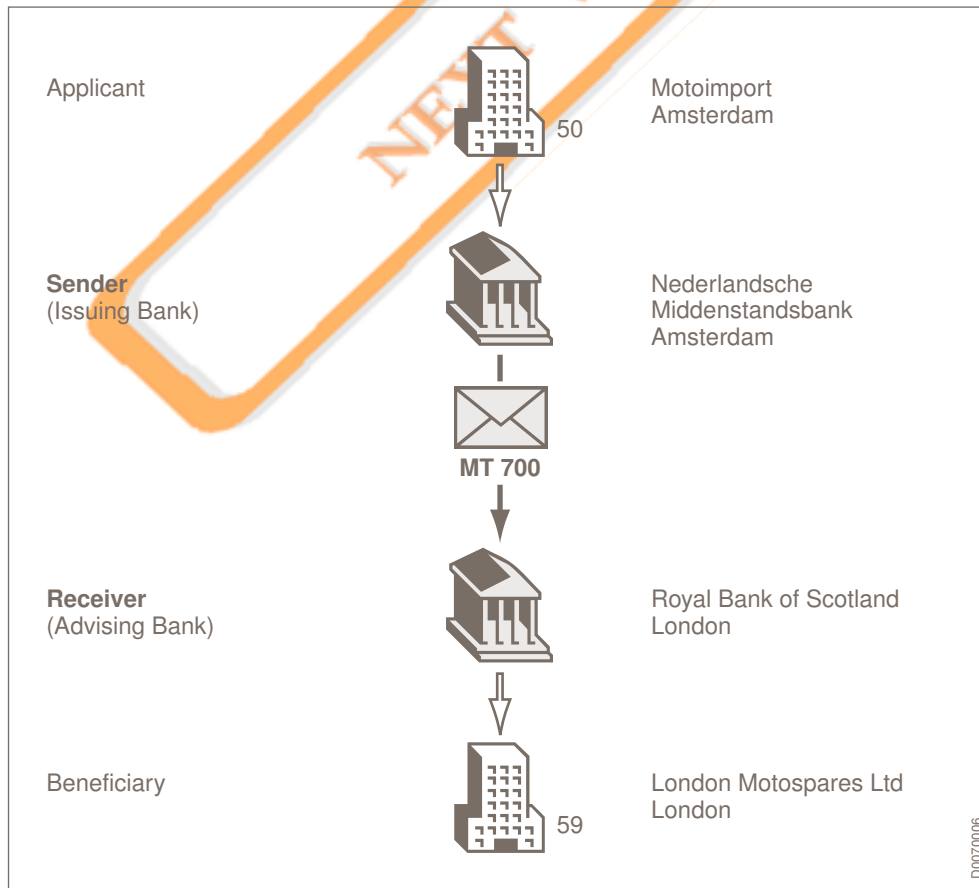 NEXT
Applicant
Motoimport
Amsterdam
50
Sender
(Issuing Bank)
Nederlandsche
Middenstandsbank
Amsterdam
MT 700
Receiver
(Advising Bank)
Royal Bank of Scotland
London
Beneficiary
London Motospares Ltd
London
59
D0070006